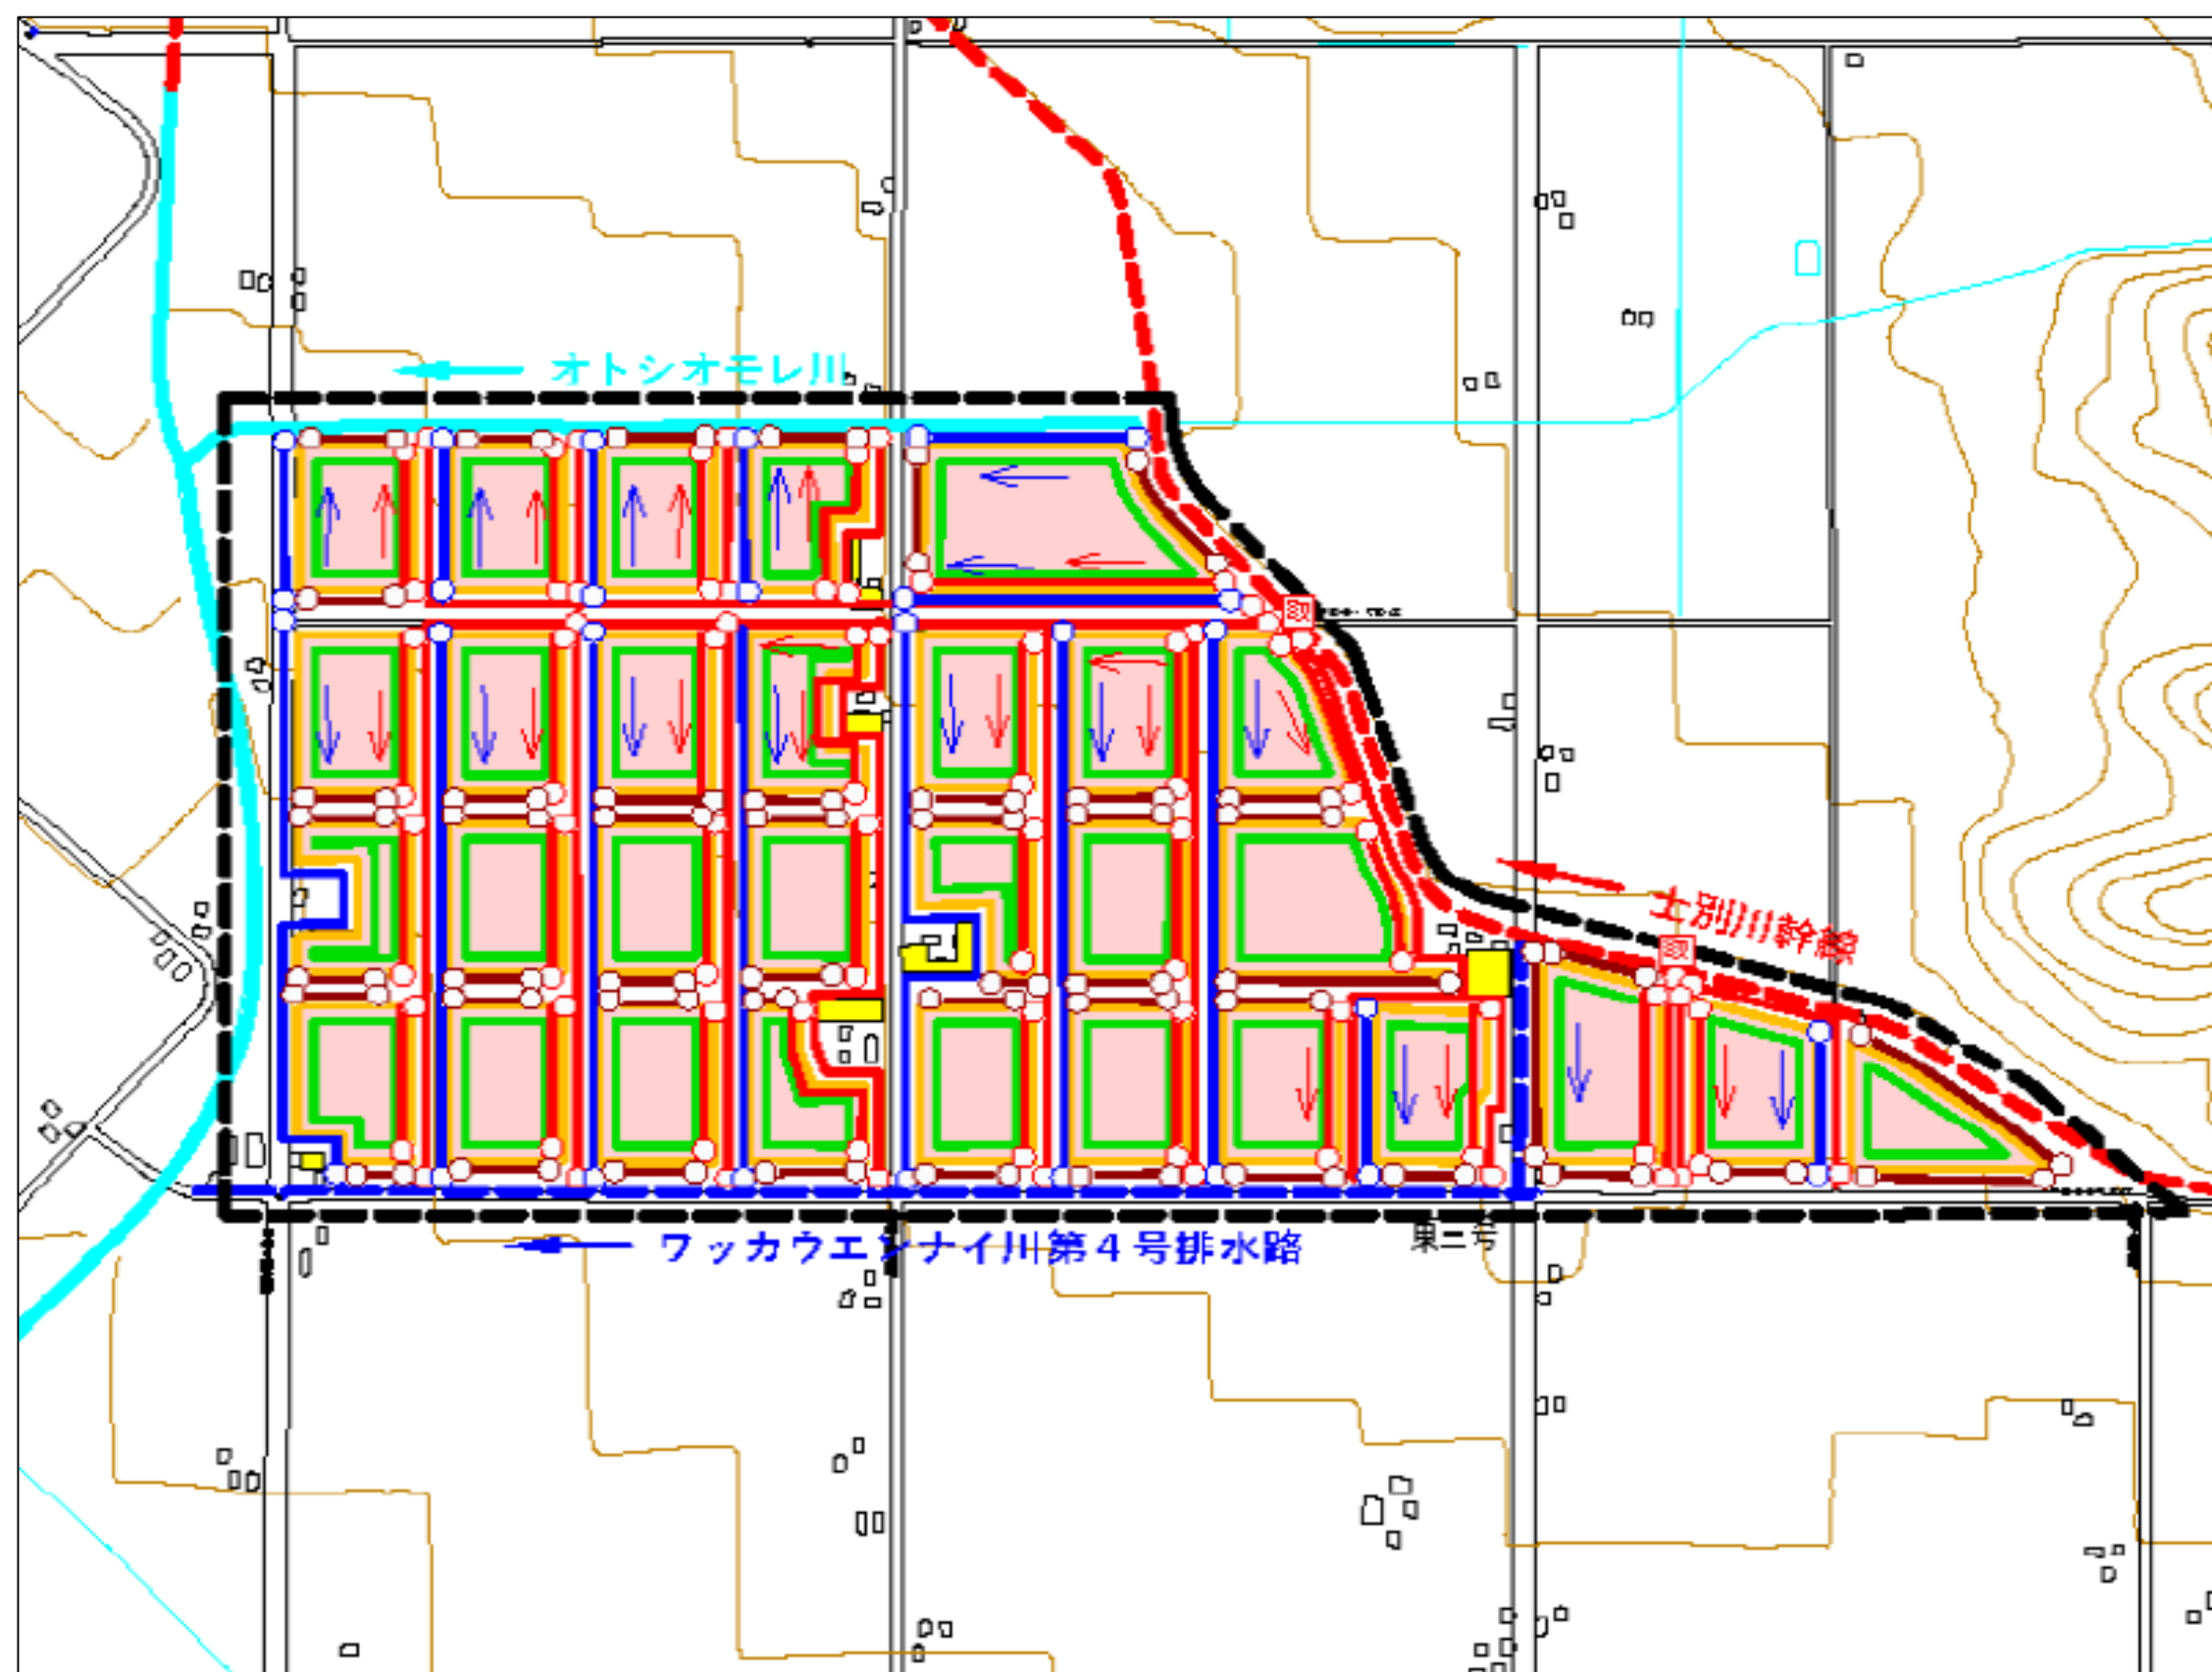 オトシオモレ川
士別川幹線
ワッカウエンナイ川第4号排水路
東三号